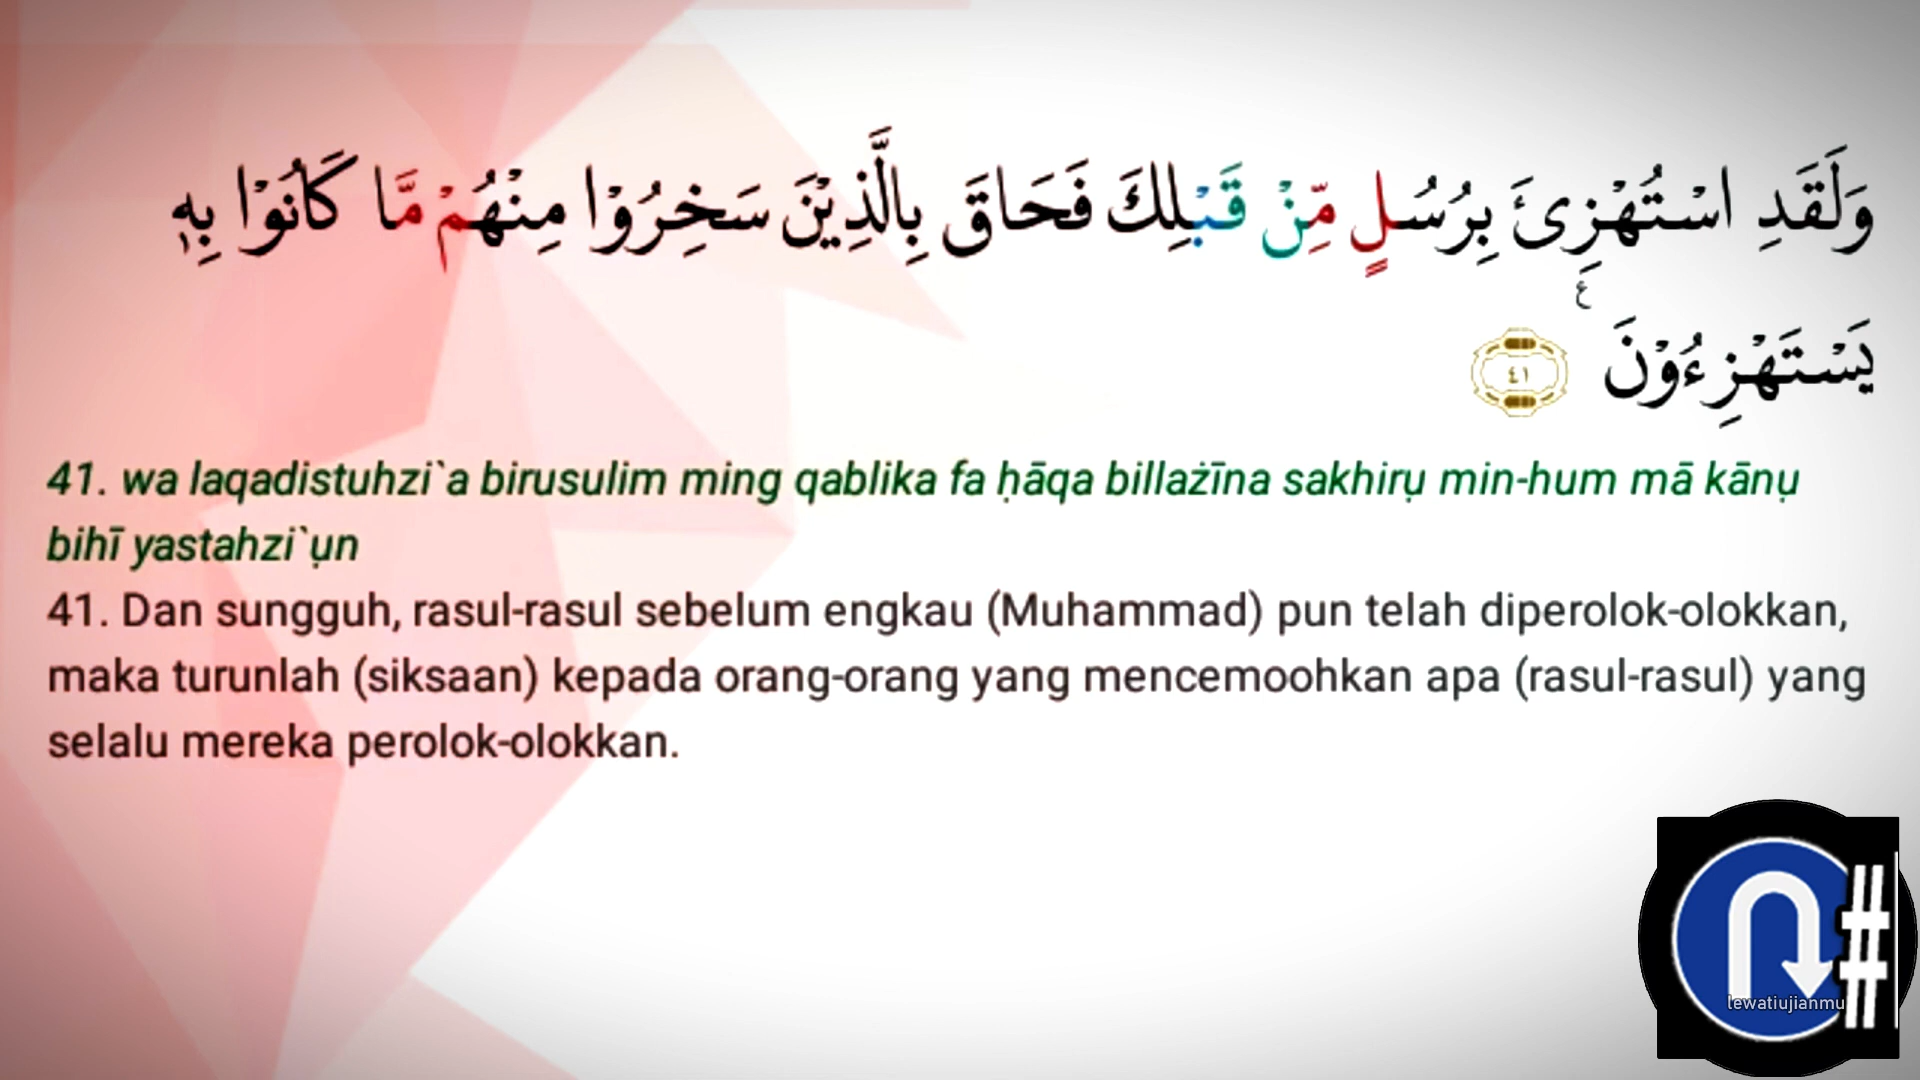 وَلَقَدِ اسْتُهْزِئَ بِرُسُلٍ مِّنْ قَبْلِكَ فَحَاقَ بِالَّذِيْنَ سَخِرُوْا مِنْهُمْ مَّا كَانُوْا بِهٖ
يَسْتَهْزِءُوْنَ ࣖ ٤١
41. wa laqadistuhzi`a birusulim ming qablika fa ḥāqa billażīna sakhirụ min-hum mā kānụ
bihī yastahzi`ụn
41. Dan sungguh, rasul-rasul sebelum engkau (Muhammad) pun telah diperolok-olokkan,
maka turunlah (siksaan) kepada orang-orang yang mencemoohkan apa (rasul-rasul) yang
selalu mereka perolok-olokkan.
##
lewatiujianmu